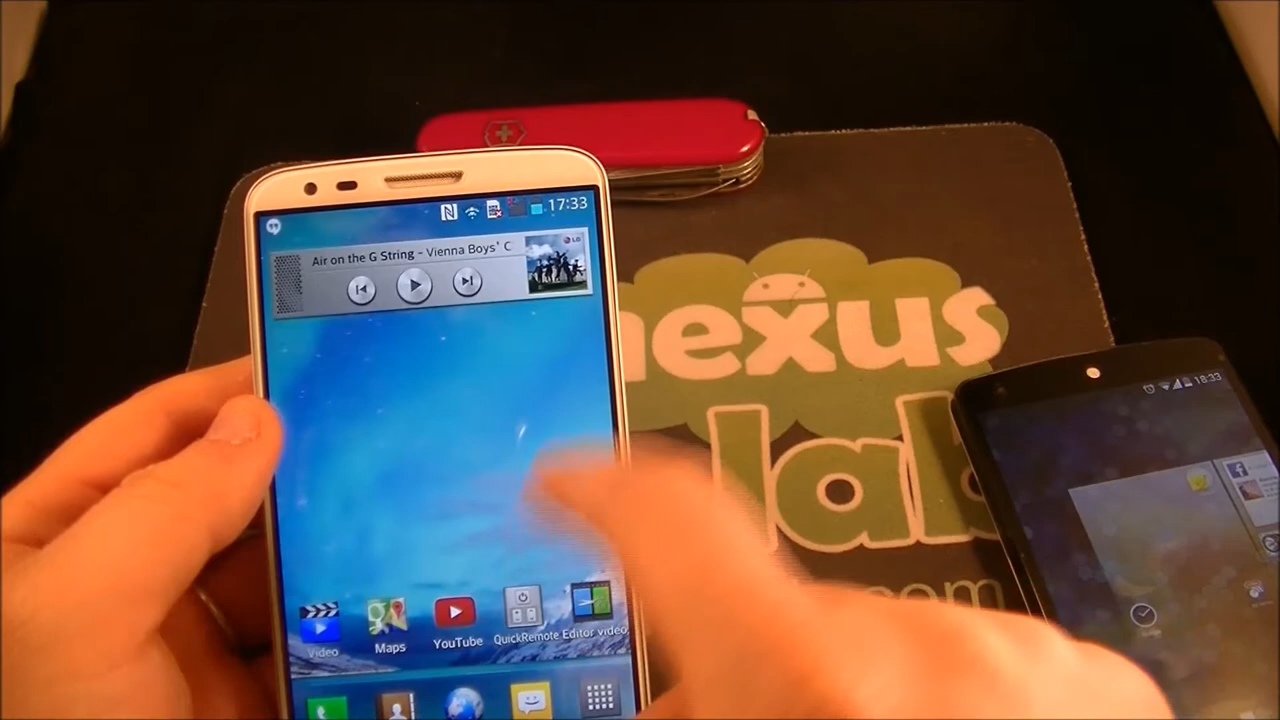 17:33
Air on the G String - Vienna Boys' C
LG
nexus
lab
.com
18:33
Video
Maps
YouTube
QuickRemote
Editor video